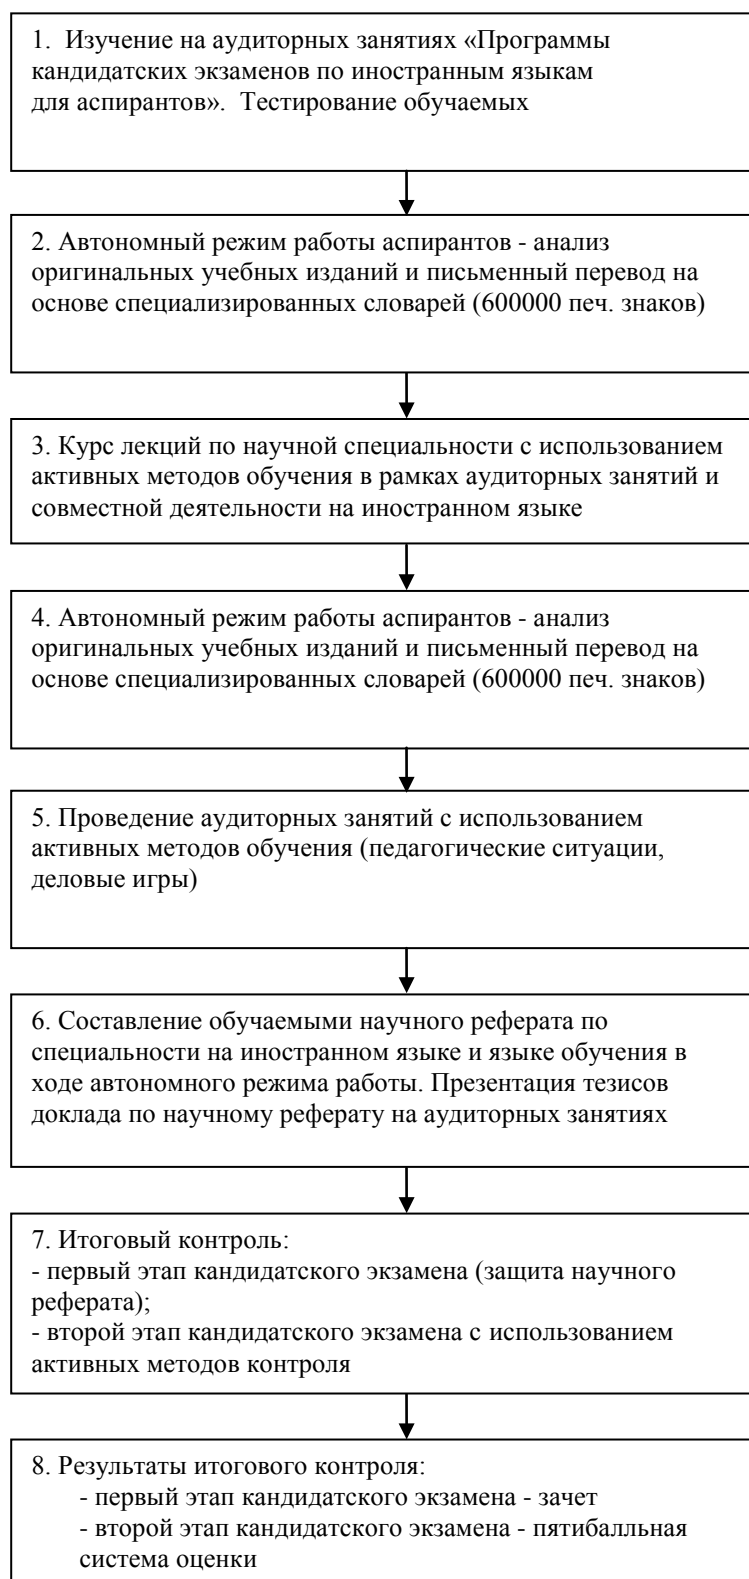 1. Изучение на аудиторных занятиях «Программы
кандидатских экзаменов по иностранным языкам
для аспирантов». Тестирование обучаемых
2. Автономный режим работы аспирантов - анализ
оригинальных учебных изданий и письменный перевод на
основе специализированных словарей (600000 печ. знаков)
3. Курс лекций по научной специальности с использованием
активных методов обучения в рамках аудиторных занятий и
совместной деятельности на иностранном языке
4. Автономный режим работы аспирантов - анализ
оригинальных учебных изданий и письменный перевод на
основе специализированных словарей (600000 печ. знаков)
5. Проведение аудиторных занятий с использованием
активных методов обучения (педагогические ситуации,
деловые игры)
6. Составление обучаемыми научного реферата по
специальности на иностранном языке и языке обучения в
ходе автономного режима работы. Презентация тезисов
доклада по научному реферату на аудиторных занятиях
7. Итоговый контроль:
- первый этап кандидатского экзамена (защита научного
реферата);
- второй этап кандидатского экзамена с использованием
активных методов контроля
8. Результаты итогового контроля:
- первый этап кандидатского экзамена - зачет
- второй этап кандидатского экзамена - пятибалльная
система оценки